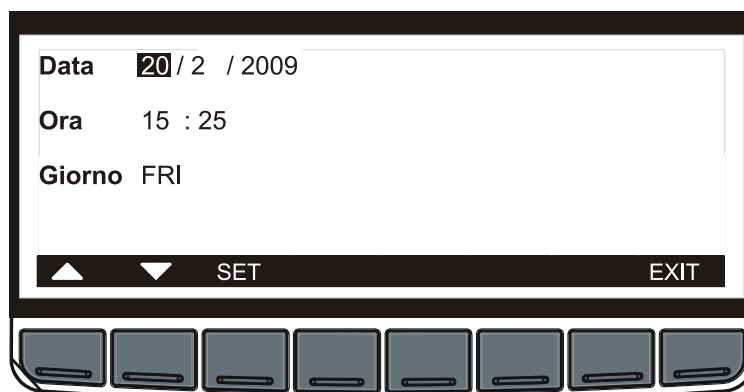 Data 20 / 2 / 2009
Ora 15 : 25
Giorno FRI
SET EXIT